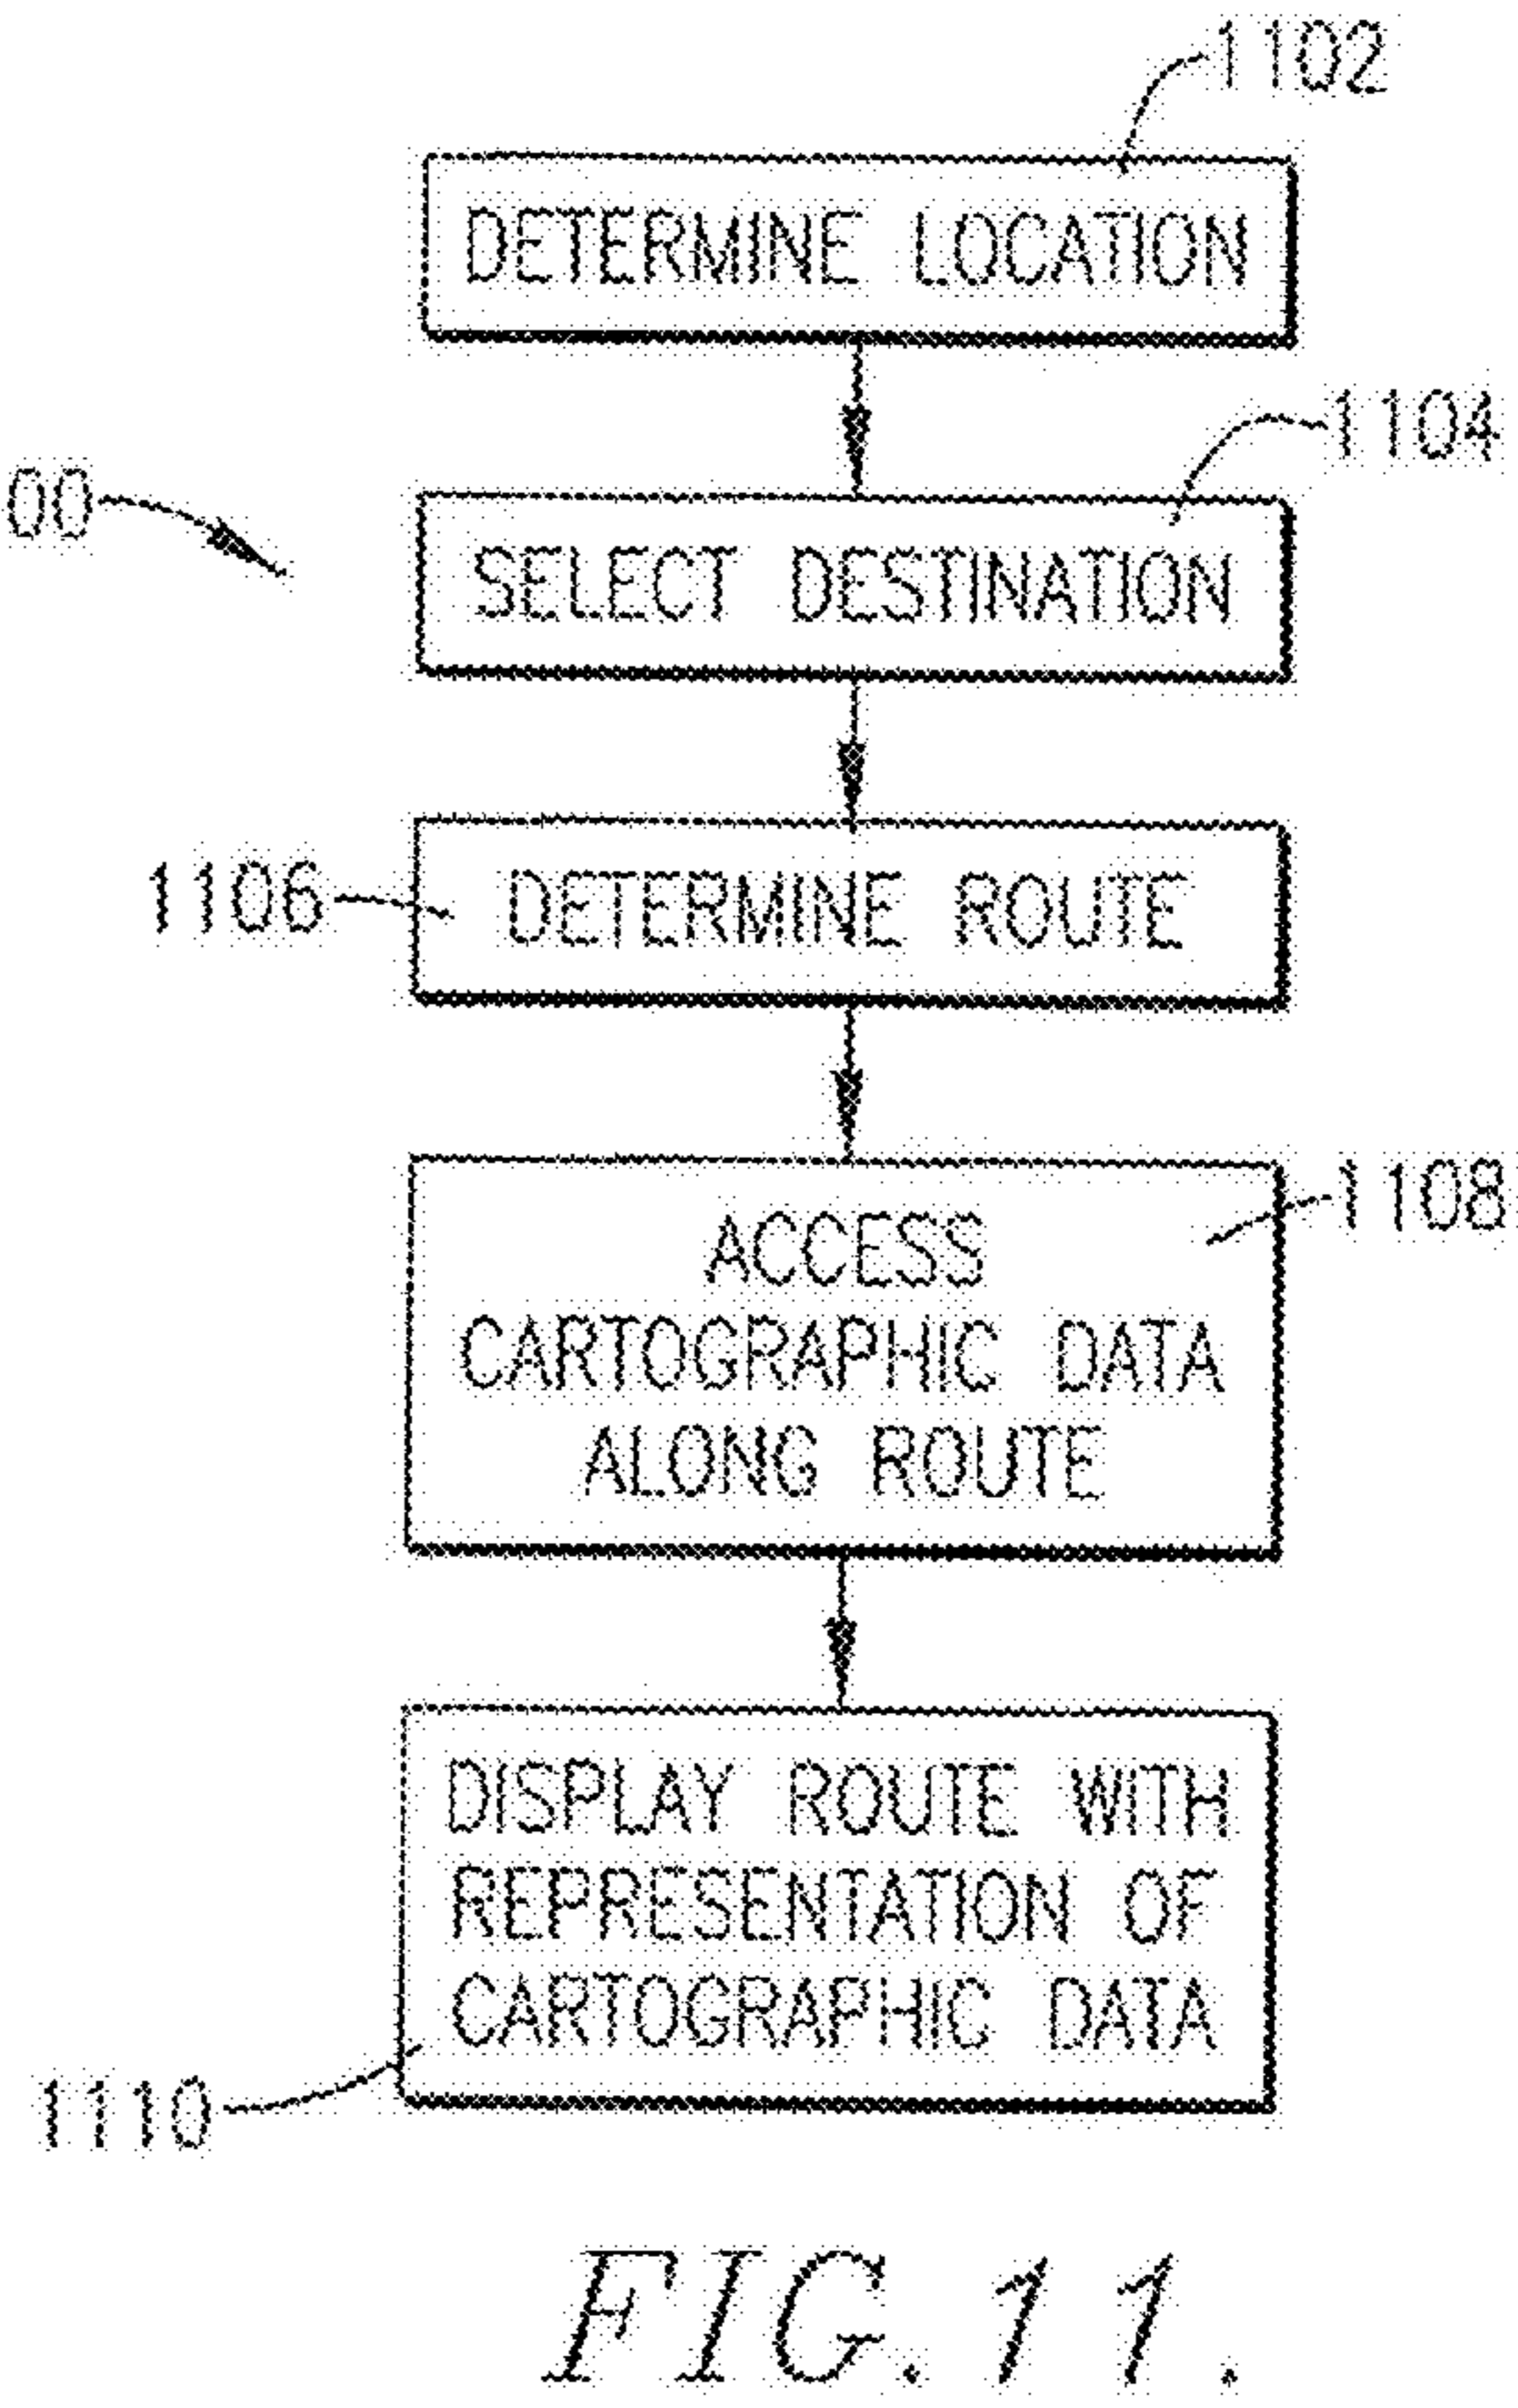 1102
DETERMINE LOCATION
1104
00
SELECT DESTINATION
1106
DETERMINE ROUTE
1108
ACCESS
CARTOGRAPHIC DATA
ALONG ROUTE
DISPLAY ROUTE WITH
REPRESENTATION OF
CARTOGRAPHIC DATA
1110
FIG. 11.